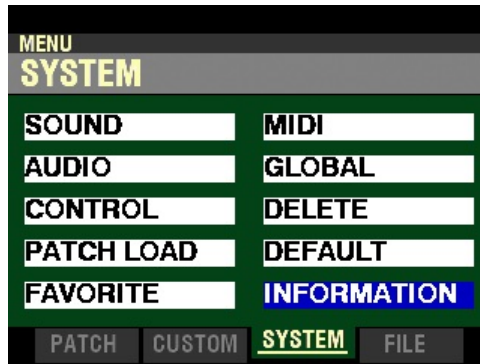 MENU
SYSTEM
SOUND
MIDI
AUDIO
GLOBAL
CONTROL
DELETE
PATCH LOAD
DEFAULT
FAVORITE
INFORMATION
PATCH CUSTOM SYSTEM FILE